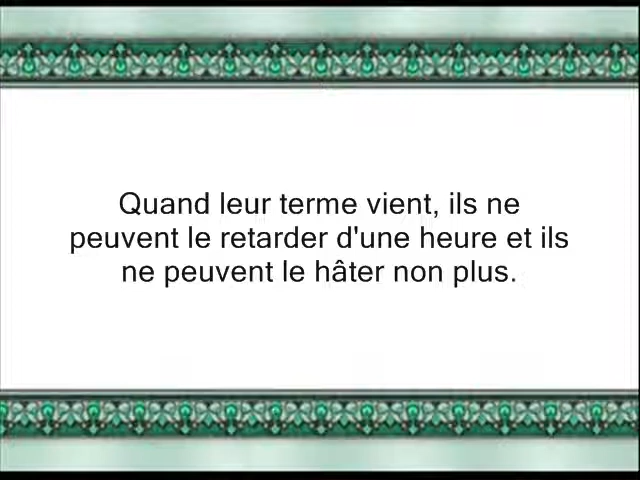 Quand leur terme vient, ils ne
peuvent le retarder d'une heure et ils
ne peuvent le hâter non plus.